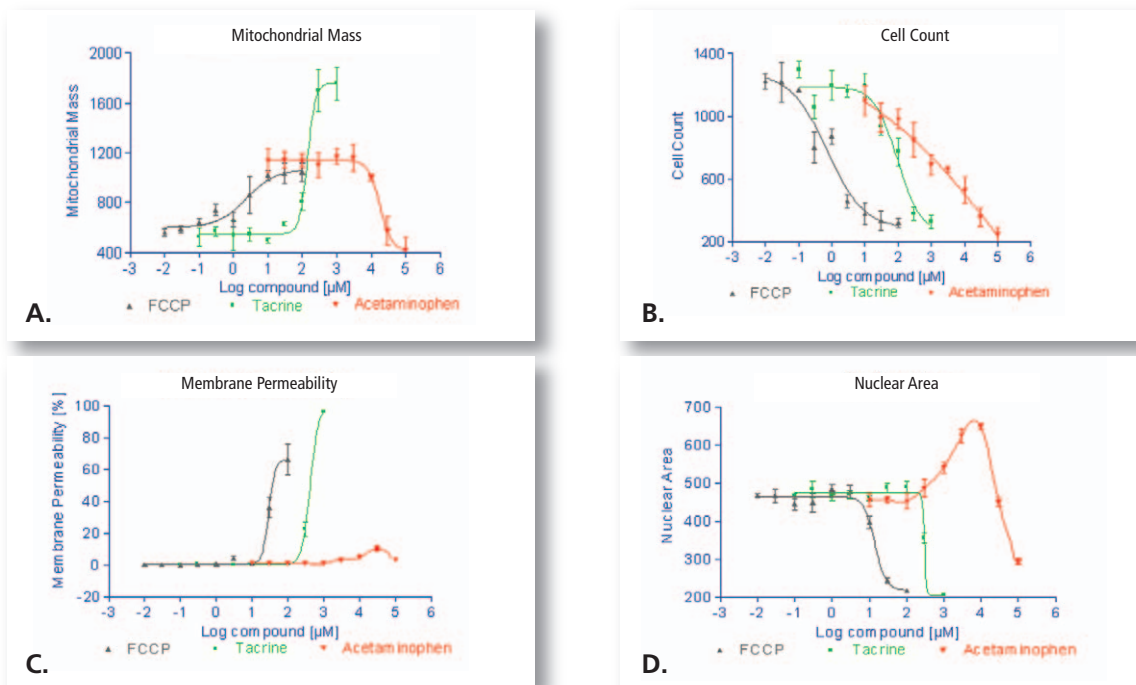 Mitochondrial Mass
2000
1600
1200
800
400
Mitochondrial Mass
-3 -2 -1 0 1 2 3 4 5 6
Log compound [µM]
FCCP Tacrine Acetaminophen
A.
Cell Count
1400
1000
600
200
Cell Count
-3 -2 -1 0 1 2 3 4 5 6
Log compound [µM]
FCCP Tacrine Acetaminophen
B.
Membrane Permeability
100
80
60
40
20
0
-20
Membrane Permeability [%]
-3 -2 -1 0 1 2 3 4 5 6
Log compound [µM]
FCCP Tacrine Acetaminophen
C.
Nuclear Area
700
600
500
400
300
200
Nuclear Area
-3 -2 -1 0 1 2 3 4 5 6
Log compound [µM]
FCCP Tacrine Acetaminophen
D.